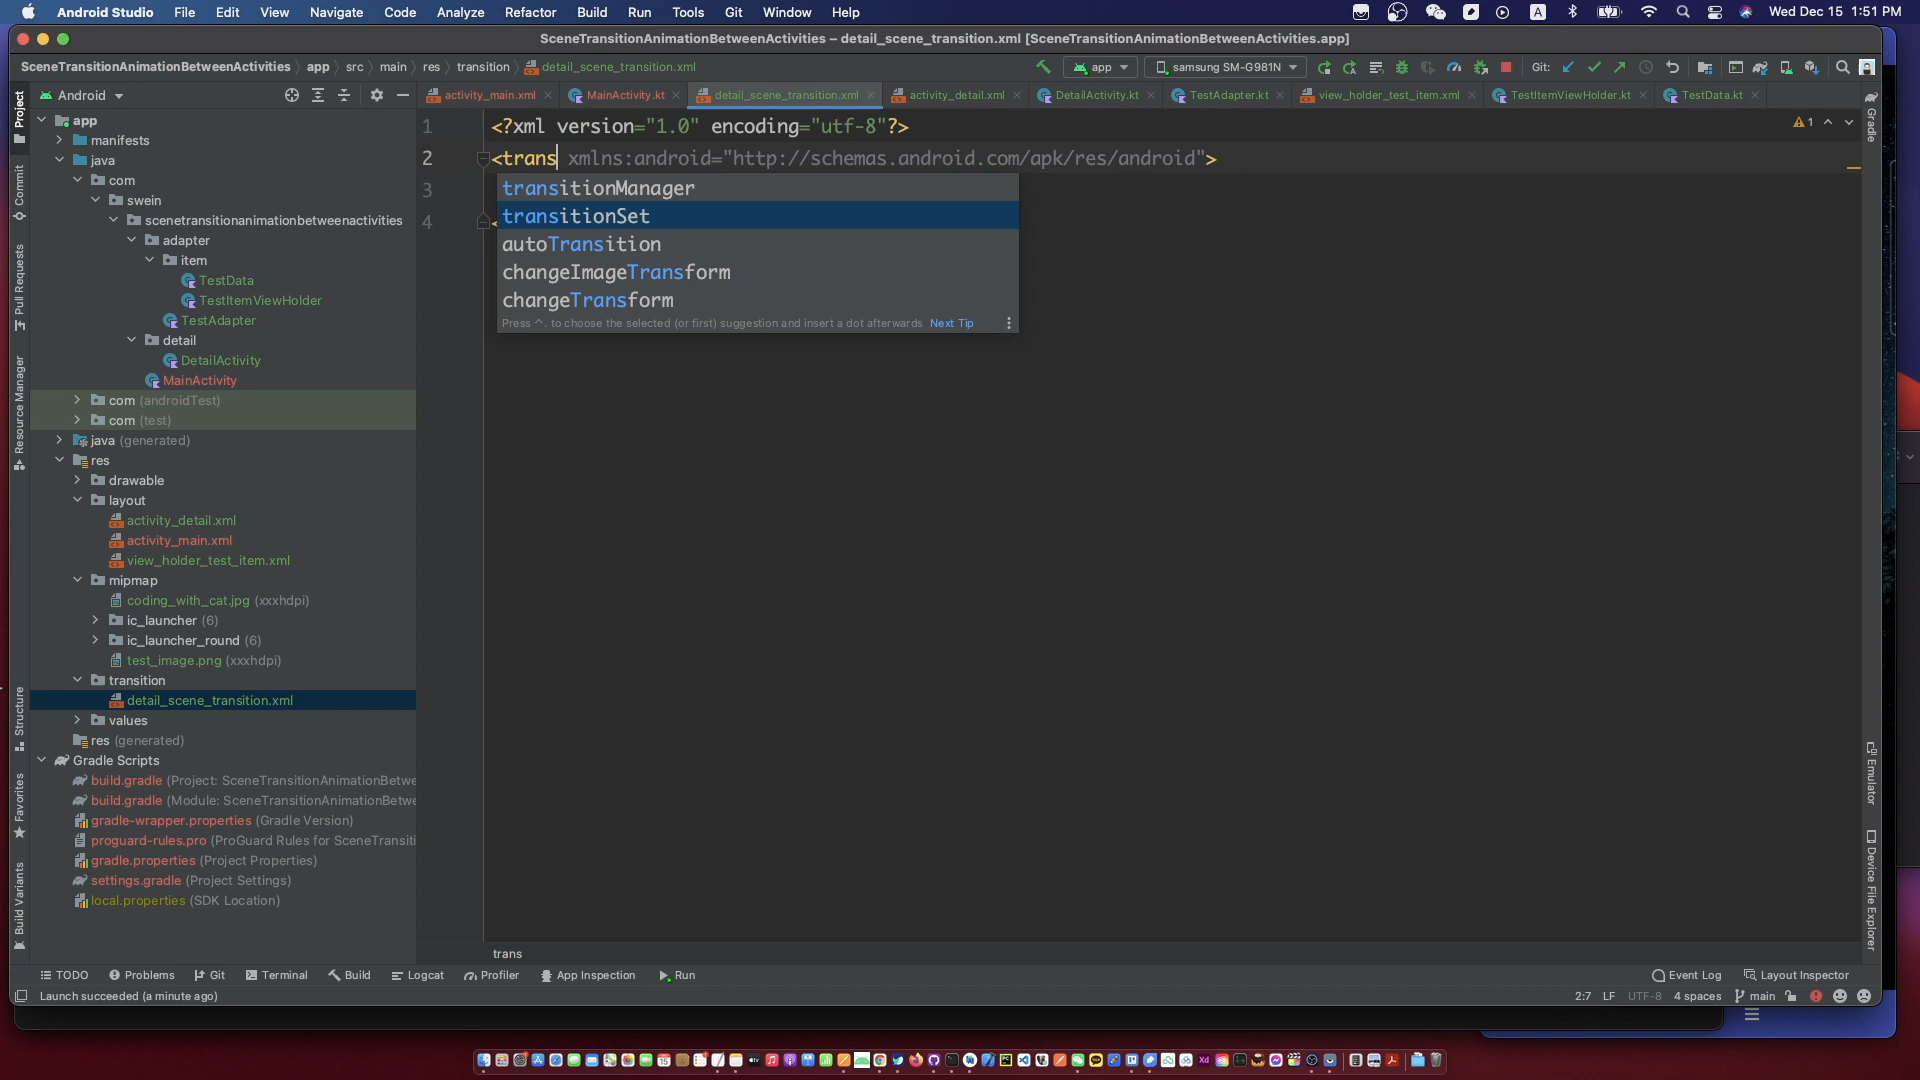 Android Studio File Edit View Navigate Code Analyze Refactor Build Run Tools Git Window Help Wed Dec 15 1:51 PM
SceneTransitionAnimationBetweenActivities – detail_scene_transition.xml [SceneTransitionAnimationBetweenActivities.app]
SceneTransitionAnimationBetweenActivities app src main res transition detail_scene_transition.xml app samsung SM-G981N Git:
Android activity_main.xml MainActivity.kt detail_scene_transition.xml activity_detail.xml DetailActivity.kt TestAdapter.kt view_holder_test_item.xml TestItemViewHolder.kt TestData.kt
Project
Commit
Pull Requests
Resource Manager
Structure
Favorites
Build Variants
app
manifests
java
com
swein
scenetransitionanimationbetweenactivities
adapter
item
TestData
TestItemViewHolder
TestAdapter
detail
DetailActivity
MainActivity
com (androidTest)
com (test)
java (generated)
res
drawable
layout
activity_detail.xml
activity_main.xml
view_holder_test_item.xml
mipmap
coding_with_cat.jpg (xxxhdpi)
ic_launcher (6)
ic_launcher_round (6)
test_image.png (xxxhdpi)
transition
detail_scene_transition.xml
values
res (generated)
Gradle Scripts
build.gradle (Project: SceneTransitionAnimationBetwe
build.gradle (Module: SceneTransitionAnimationBetwe
gradle-wrapper.properties (Gradle Version)
proguard-rules.pro (ProGuard Rules for SceneTransiti
gradle.properties (Project Properties)
settings.gradle (Project Settings)
local.properties (SDK Location)
1 <?xml version="1.0" encoding="utf-8"?>
2 <trans xmlns:android="http://schemas.android.com/apk/res/android">
3
4 <
transitionManager
transitionSet
autoTransition
changeImageTransform
changeTransform
Press ^. to choose the selected (or first) suggestion and insert a dot afterwards Next Tip
1
Gradle
Emulator
Device File Explorer
trans
TODO Problems Git Terminal Build Logcat Profiler App Inspection Run Event Log Layout Inspector
Launch succeeded (a minute ago) 2:7 LF UTF-8 4 spaces main